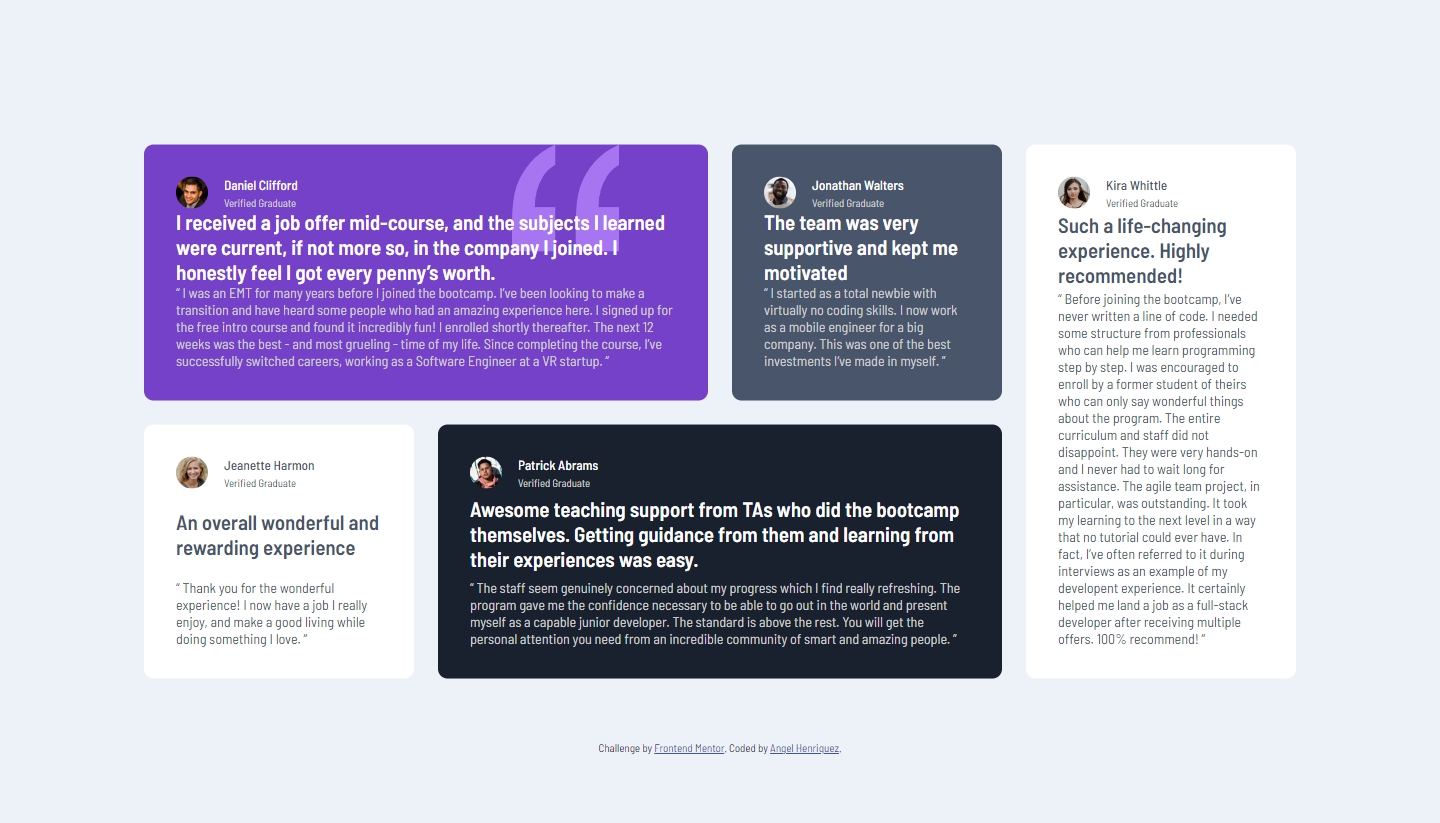 Daniel Clifford
Verified Graduate
I received a job offer mid-course, and the subjects I learned
were current, if not more so, in the company I joined. I
honestly feel I got every penny’s worth.
“ I was an EMT for many years before I joined the bootcamp. I’ve been looking to make a
transition and have heard some people who had an amazing experience here. I signed up for
the free intro course and found it incredibly fun! I enrolled shortly thereafter. The next 12
weeks was the best - and most grueling - time of my life. Since completing the course, I’ve
successfully switched careers, working as a Software Engineer at a VR startup. “
Jonathan Walters
Verified Graduate
The team was very
supportive and kept me
motivated
“ I started as a total newbie with
virtually no coding skills. I now work
as a mobile engineer for a big
company. This was one of the best
investments I’ve made in myself. ”
Kira Whittle
Verified Graduate
Such a life-changing
experience. Highly
recommended!
“ Before joining the bootcamp, I’ve
never written a line of code. I needed
some structure from professionals
who can help me learn programming
step by step. I was encouraged to
enroll by a former student of theirs
who can only say wonderful things
about the program. The entire
curriculum and staff did not
disappoint. They were very hands-on
and I never had to wait long for
assistance. The agile team project, in
particular, was outstanding. It took
my learning to the next level in a way
that no tutorial could ever have. In
fact, I’ve often referred to it during
interviews as an example of my
developent experience. It certainly
helped me land a job as a full-stack
developer after receiving multiple
offers. 100% recommend! “
Jeanette Harmon
Verified Graduate
An overall wonderful and
rewarding experience
“ Thank you for the wonderful
experience! I now have a job I really
enjoy, and make a good living while
doing something I love. ”
Patrick Abrams
Verified Graduate
Awesome teaching support from TAs who did the bootcamp
themselves. Getting guidance from them and learning from
their experiences was easy.
“ The staff seem genuinely concerned about my progress which I find really refreshing. The
program gave me the confidence necessary to be able to go out in the world and present
myself as a capable junior developer. The standard is above the rest. You will get the
personal attention you need from an incredible community of smart and amazing people. ”
Challenge by Frontend Mentor. Coded by Angel Henriquez.